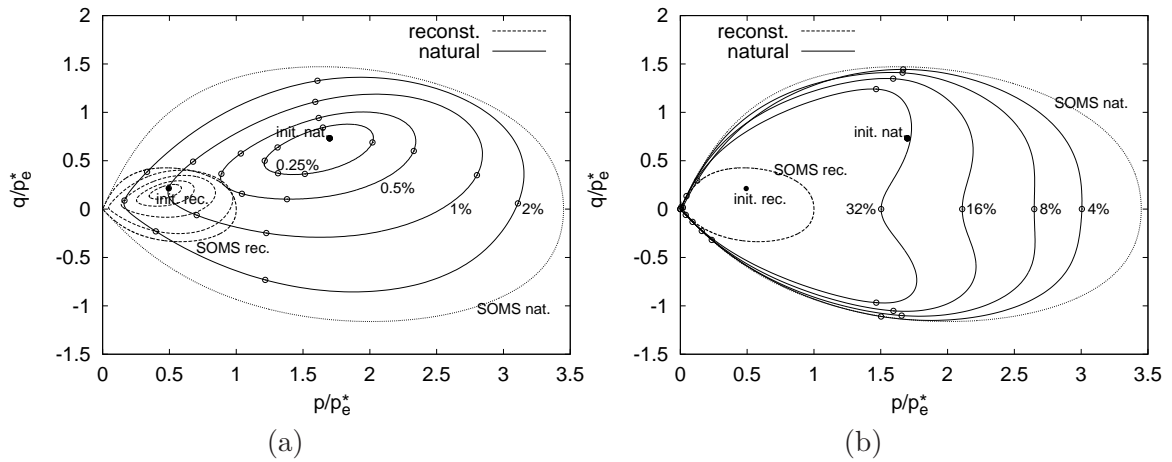 reconst.
natural
1.5
1
0.5
0
-0.5
-1
-1.5
q/p*e
init. nat.
0.25%
0.5%
1%
2%
init. rec.
SOMS rec.
SOMS nat.
0 0.5 1 1.5 2 2.5 3 3.5
p/p*e
(a)
reconst.
natural
1.5
1
0.5
0
-0.5
-1
-1.5
q/p*e
SOMS nat.
init. nat.
SOMS rec.
init. rec.
32% 16% 8% 4%
0 0.5 1 1.5 2 2.5 3 3.5
p/p*e
(b)